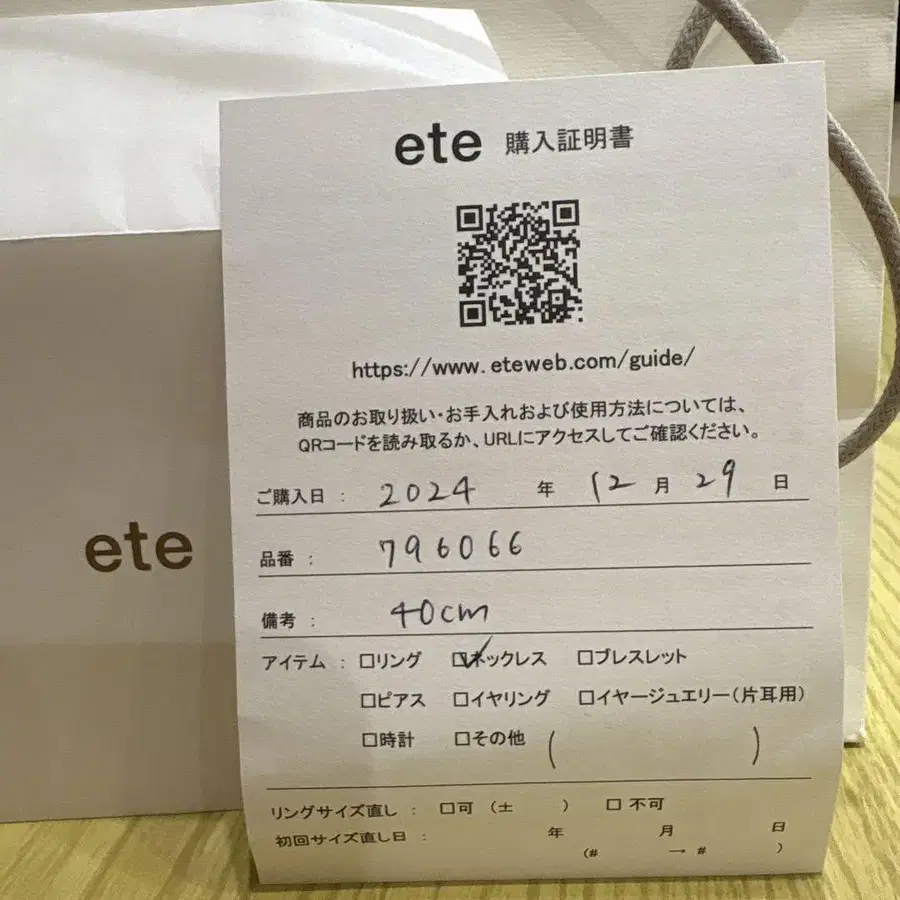 ete 購入証明書
https://www.eteweb.com/guide/
商品のお取り扱い・お手入れおよび使用方法については、
QRコードを読み取るか、URLにアクセスしてご確認ください。
ご購入日 : 2024 年 12 月 29 日
品番 : 796066
備考 : 40cm
アイテム : □リング ☑ネックレス □ブレスレット
□ピアス □イヤリング □イヤージュエリー(片耳用)
□時計 □その他 ( )
リングサイズ直し : □可 (± ) □不可
初回サイズ直し日 : 年 月 日
(# → # )
ete